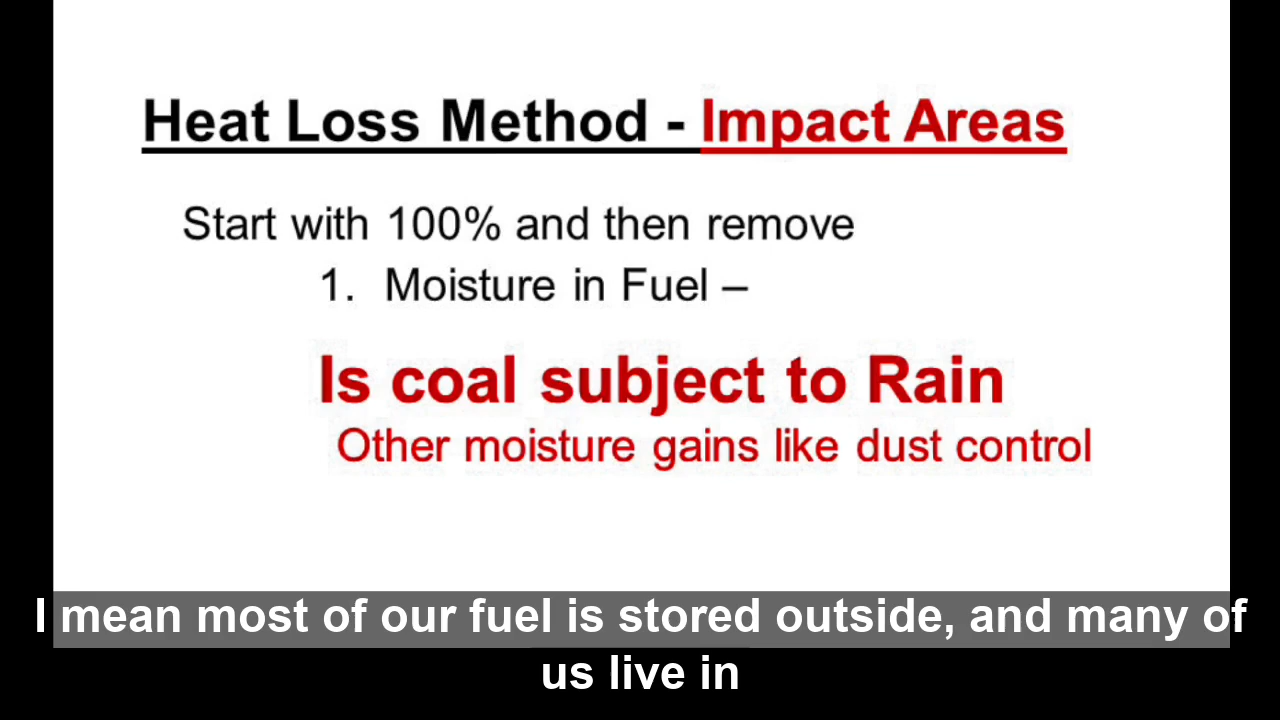 Heat Loss Method - Impact Areas
Start with 100% and then remove
1. Moisture in Fuel –
Is coal subject to Rain
Other moisture gains like dust control
I mean most of our fuel is stored outside, and many of
us live in